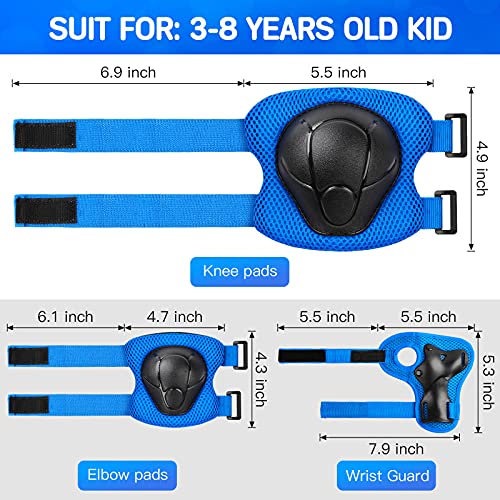 SUIT FOR: 3-8 YEARS OLD KID
6.9 inch
5.5 inch
4.9 inch
Knee pads
6.1 inch
4.7 inch
4.3 inch
Elbow pads
5.5 inch
5.5 inch
5.3 inch
7.9 inch
Wrist Guard